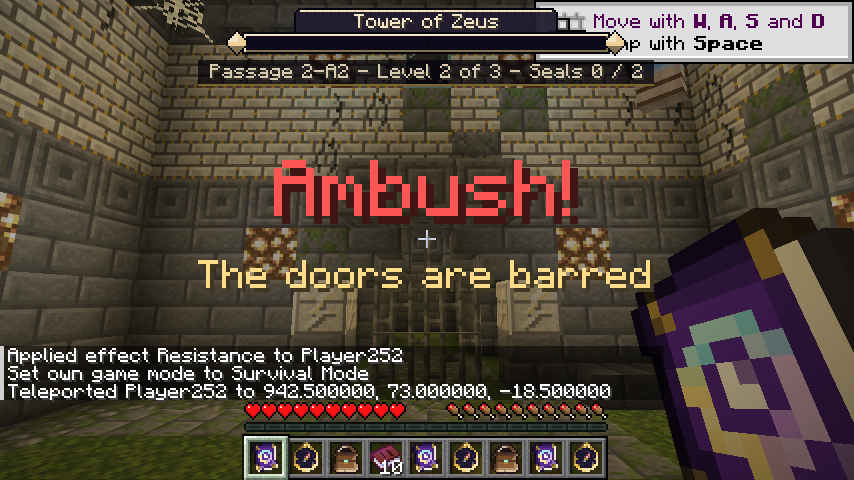 Tower of Zeus
Move with W, A, S and D
p with Space
Passage 2-A2 - Level 2 of 3 - Seals 0 / 2
Ambush!
The doors are barred
Applied effect Resistance to Player252
Set own game mode to Survival Mode
Teleported Player252 to 942.500000, 73.000000, -18.500000
10